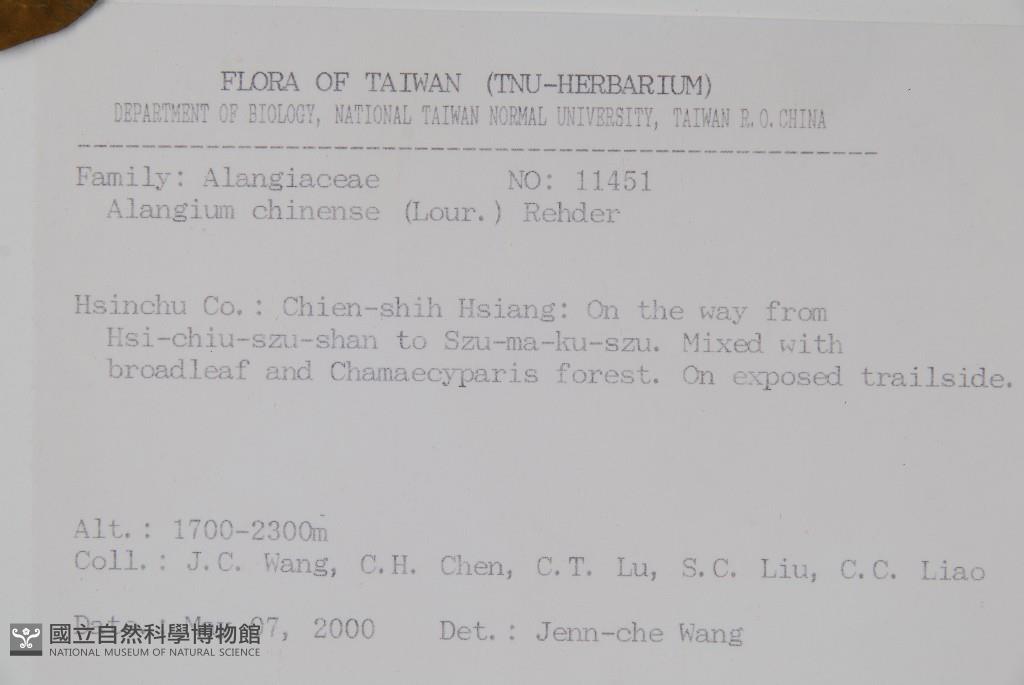 FLORA OF TAIWAN (TNU-HERBARIUM)
DEPARTMENT OF BIOLOGY, NATIONAL TAIWAN NORMAL UNIVERSITY, TAIWAN R.O.CHINA
Family: Alangiaceae NO: 11451
Alangium chinense (Lour.) Rehder
Hsinchu Co.: Chien-shih Hsiang: On the way from
Hsi-chiu-szu-shan to Szu-ma-ku-szu. Mixed with
broadleaf and Chamaecyparis forest. On exposed trailside.
Alt.: 1700-2300m
Coll.: J.C. Wang, C.H. Chen, C.T. Lu, S.C. Liu, C.C. Liao
Date.: 07, 2000 Det.: Jenn-che Wang
國立自然科學博物館
NATIONAL MUSEUM OF NATURAL SCIENCE